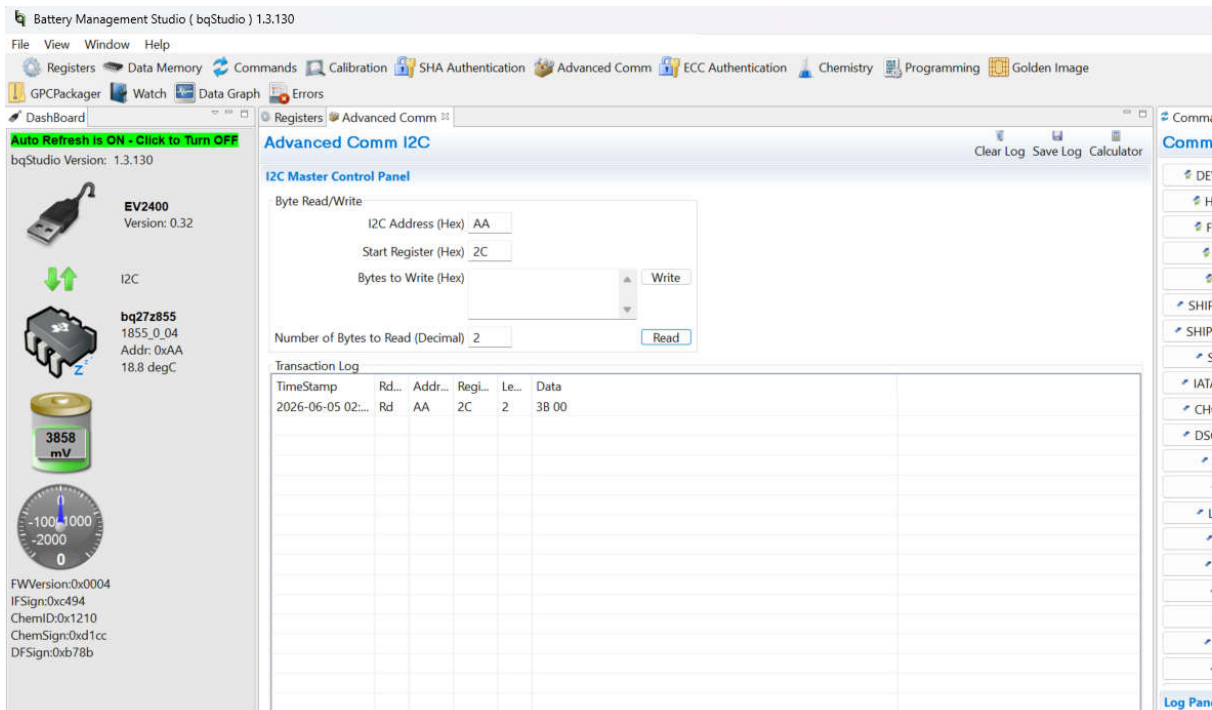 Battery Management Studio ( bqStudio ) 1.3.130
File View Window Help
Registers Data Memory Commands Calibration SHA Authentication Advanced Comm ECC Authentication Chemistry Programming Golden Image
GPCPackager Watch Data Graph Errors
DashBoard
Auto Refresh is ON - Click to Turn OFF
bqStudio Version: 1.3.130
EV2400
Version: 0.32
I2C
bq27z855
1855_0_04
Addr: 0xAA
18.8 degC
3858
mV
0
-100 1000
-2000
0
FWVersion:0x0004
IFSign:0xc494
ChemID:0x1210
ChemSign:0xd1cc
DFSign:0xb78b
Registers Advanced Comm
Advanced Comm I2C
Clear Log Save Log Calculator
I2C Master Control Panel
Byte Read/Write
I2C Address (Hex) AA
Start Register (Hex) 2C
Bytes to Write (Hex) Write
Number of Bytes to Read (Decimal) 2 Read
Transaction Log
TimeStamp Rd... Addr... Regi... Le... Data
2026-06-05 02:... Rd AA 2C 2 3B 00
Comma
Comm
DE
H
F
SHIP
SHIP
S
IATA
CH
DS
L
Log Pane